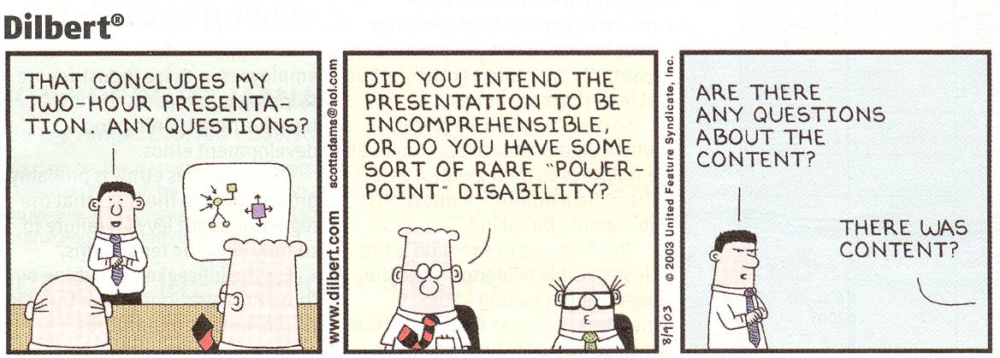 Dilbert®
THAT CONCLUDES MY
TWO-HOUR PRESENTA-
TION. ANY QUESTIONS?
www.dilbert.com scottadams@aol.com
DID YOU INTEND THE
PRESENTATION TO BE
INCOMPREHENSIBLE,
OR DO YOU HAVE SOME
SORT OF RARE "POWER-
POINT" DISABILITY?
8/9/03 © 2003 United Feature Syndicate, Inc.
ARE THERE
ANY QUESTIONS
ABOUT THE
CONTENT?
THERE WAS
CONTENT?